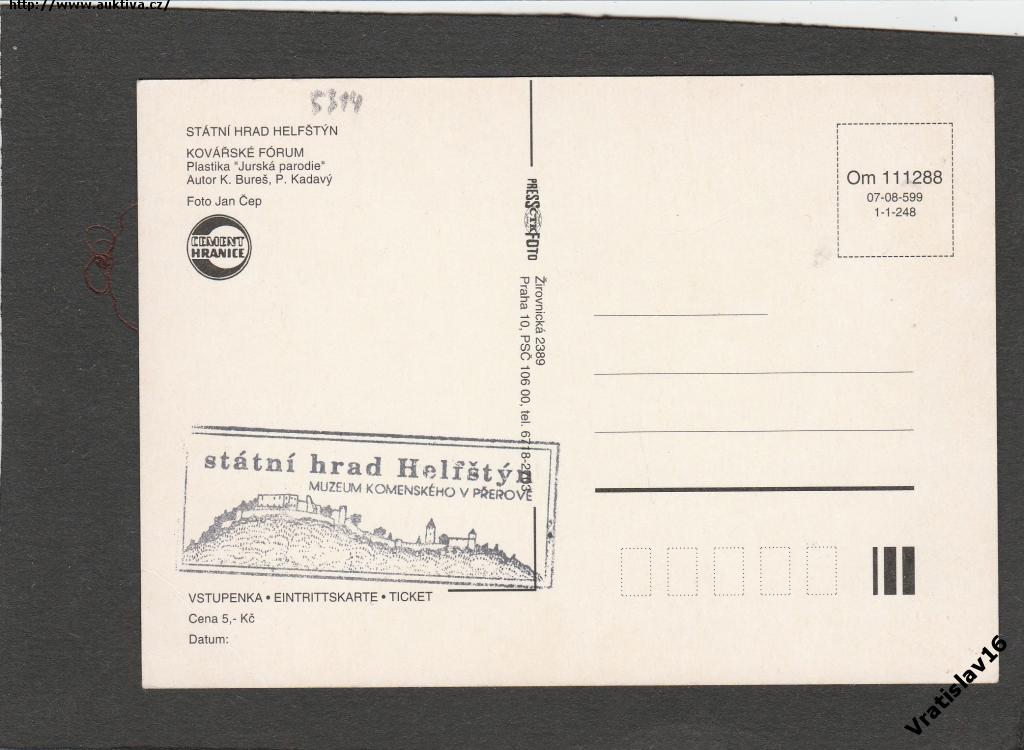 http://www.auktiva.cz/
5314
STÁTNÍ HRAD HELFŠTÝN
KOVÁŘSKÉ FÓRUM
Plastika "Jurská parodie"
Autor K. Bureš, P. Kadavý
Foto Jan Čep
CEMENT
HRANICE
PRESS
ČTK
FOTO
Žirovnická 2389
Praha 10, PSČ 106 00, tel.
Om 111288
07-08-599
1-1-248
státní hrad Helfštýn
MUZEUM KOMENSKÉHO V PŘEROVĚ
VSTUPENKA • EINTRITTSKARTE • TICKET
Cena 5,- Kč
Datum:
Vratislav16